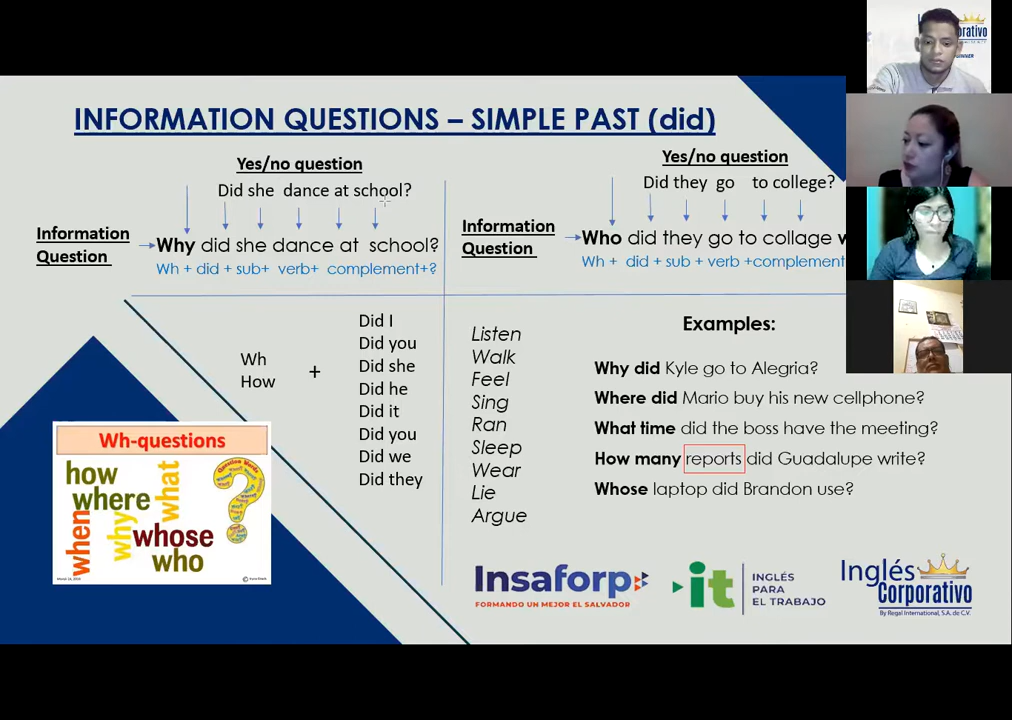 INFORMATION QUESTIONS – SIMPLE PAST (did)
Yes/no question
Did she dance at school?
Information
Question
Why did she dance at school?
Wh + did + sub+ verb+ complement+?
Yes/no question
Did they go to college?
Information
Question
Who did they go to collage w
Wh + did + sub + verb +complement
Wh
How
+
Did I
Did you
Did she
Did he
Did it
Did you
Did we
Did they
Listen
Walk
Feel
Sing
Ran
Sleep
Wear
Lie
Argue
Examples:
Why did Kyle go to Alegria?
Where did Mario buy his new cellphone?
What time did the boss have the meeting?
How many reports did Guadalupe write?
Whose laptop did Brandon use?
Wh-questions
how
where
what
when
why
whose
who
Insaforp
FORMANDO UN MEJOR EL SALVADOR
it
INGLÉS
PARA
EL TRABAJO
Inglés
Corporativo
By Regal International, S.A. de C.V.